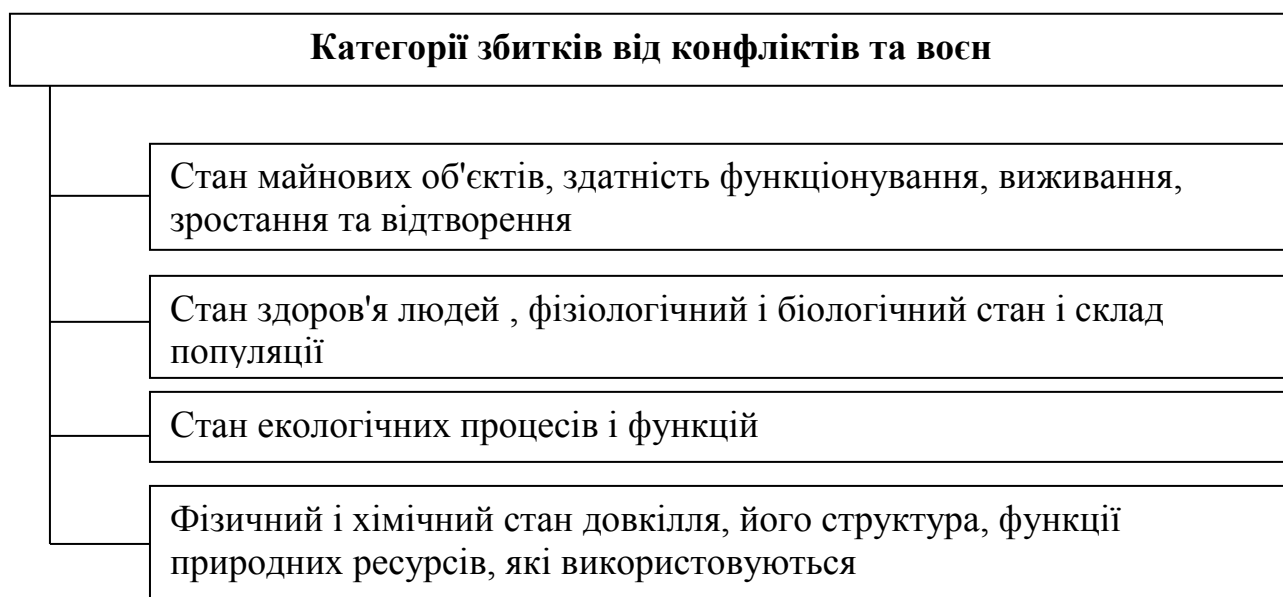 Категорії збитків від конфліктів та воєн
Стан майнових об'єктів, здатність функціонування, виживання,
зростання та відтворення
Стан здоров'я людей , фізіологічний і біологічний стан і склад
популяції
Стан екологічних процесів і функцій
Фізичний і хімічний стан довкілля, його структура, функції
природних ресурсів, які використовуються